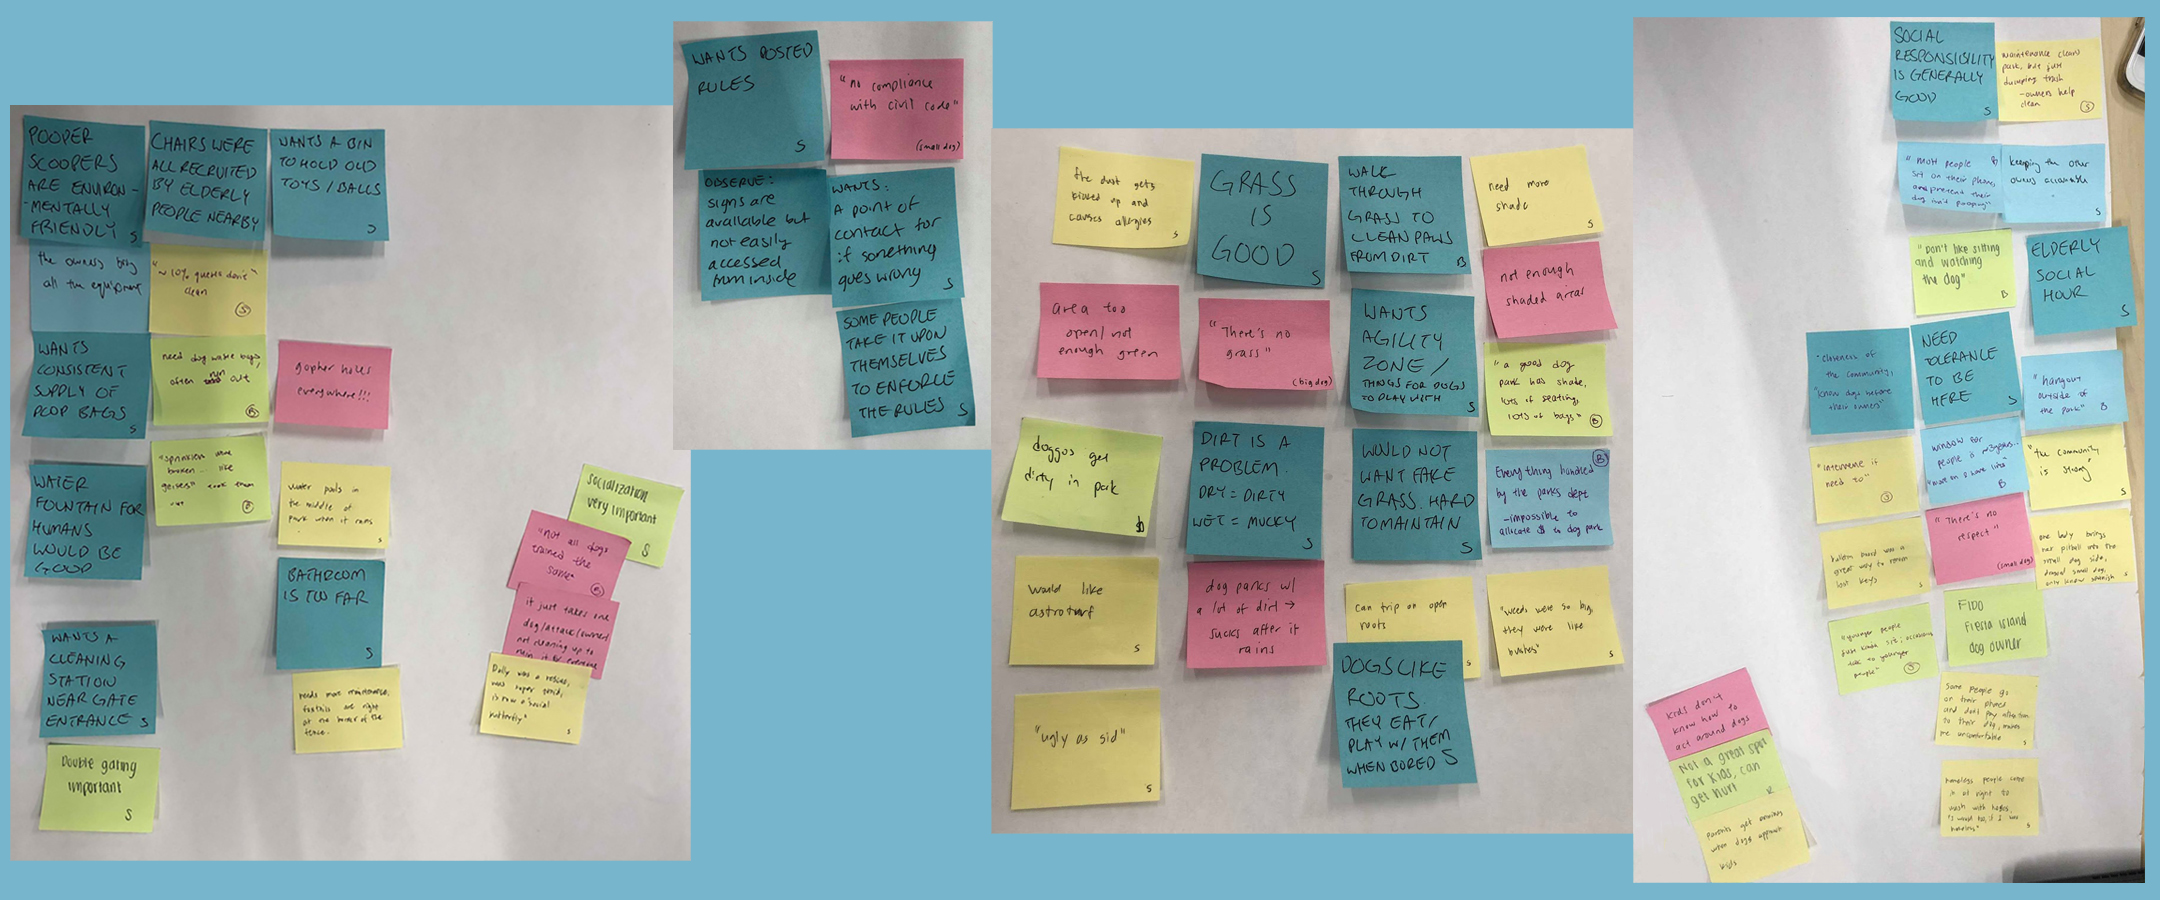 POOPER
SCOOPERS
ARE ENVIRON-
-MENTALLY
FRIENDLY S
CHAIRS WERE
ALL RECRUITED
BY ELDERLY
PEOPLE NEARBY
WANTS A BIN
TO HOLD OLD
TOYS / BALLS
the owners bring
all the equipment
"~10% guests don't"
clean
S
WANTS
CONSISTENT
SUPPLY OF
POOP BAGS
S
need dog waste bags,
often run out
B
gopher holes
everywhere!!!
"sprinklers were
broken... like
geisers" took them
out
B
WATER
FOUNTAIN FOR
HUMANS
WOULD BE
GOOD
water pools in
the middle of
park when it rains
S
BATHROOM
IS TOO FAR
S
WANTS A
CLEANING
STATION
NEAR GATE
ENTRANCE S
needs more maintenance,
foxtails are right
at the border of the
fence.
Double gating
important
S
Socialization
very important
S
"not all dogs
trained the
same"
B
it just takes one
dog/attack/owner
not cleaning up to
ruin it for everyone
Dolly was a rescue,
was super timid,
is now a "social
butterfly"
S
WANTS POSTED
RULES
S
"no compliance
with civil code"
(small dog)
OBSERVE:
signs are
available but
not easily
accessed
from inside
WANTS:
A point of
contact for
if something
goes wrong
S
SOME PEOPLE
TAKE IT UPON
THEMSELVES
TO ENFORCE
THE RULES S
the dust gets
kicked up and
causes allergies
S
GRASS
IS
GOOD
S
WALK
THROUGH
GRASS TO
CLEAN PAWS
FROM DIRT B
need more
shade
S
area too
open/not
enough green
"There's no
grass"
(big dog)
WANTS
AGILITY
ZONE /
THINGS FOR DOGS
TO PLAY WITH S
not enough
shaded areas
"a good dog
park has shade,
lots of seating,
lots of bags"
B
doggos get
dirty in park
DIRT IS A
PROBLEM.
DRY = DIRTY
WET = MUCKY
S
WOULD NOT
WANT FAKE
GRASS. HARD
TO MAINTAIN
S
B
Everything handled
by the parks dept
-impossible to
allocate $ to dog park
would like
astroturf
S
dog parks w/
a lot of dirt →
sucks after it
rains
can trip on open
roots
S
"weeds were so big,
they were like
bushes"
S
"ugly as sid"
S
DOGS LIKE
ROOTS.
THEY EAT/
PLAY W/ THEM
WHEN BORED S
SOCIAL
RESPONSIBILITY
IS GENERALLY
GOOD
S
maintenance clean
park, but just
dumping trash
-owners help
clean
S
"most people B
sit on their phones
and pretend their
dog isn't pooping"
keeping the other
owners accountable
S
"Don't like sitting
and watching
the dog"
B
ELDERLY
SOCIAL
HOUR
S
"closeness of
the community,
"know dogs before
their owners"
NEED
TOLERANCE
TO BE
HERE
S
"hangout
outside of
the park" B
"intervene if
need to"
S
window for
people is
B
"the community
is strong"
S
bulletin board was a
great way to return
lost keys
S
"There's no
respect"
(small dog)
one lady brings
her pitbull into the
small dog side,
small dog,
only knew spanish S
"younger people
just kinda sit; occasionally
talk to younger
people"
S
FIDO
Fiesta island
dog owner
some people go
on their phones
and don't pay attention
to their dog, makes
me uncomfortable
S
kids don't
know how to
act around dogs
Not a great spot
for kids, can
get hurt
parents get anxious
when dogs approach
kids
homeless people come
in at night to
wash with hoses
"I would too, if I was
homeless"
S